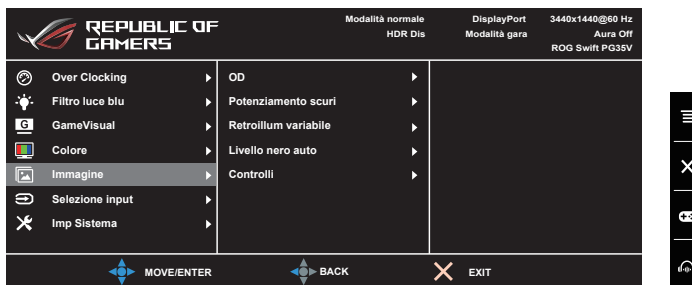 REPUBLIC OF
GAMERS
Modalità normale
HDR Dis
DisplayPort
Modalità gara
3440x1440@60 Hz
Aura Off
ROG Swift PG35V
Over Clocking
Filtro luce blu
G GameVisual
Colore
Immagine
Selezione input
Imp Sistema
OD
Potenziamento scuri
Retroillum variabile
Livello nero auto
Controlli
MOVE/ENTER
BACK
EXIT